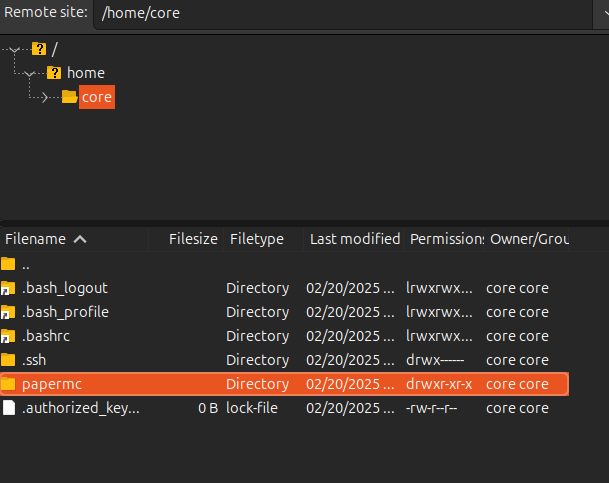 Remote site: /home/core
/
home
core
Filename Filesize Filetype Last modified Permissions Owner/Grou
..
.bash_logout Directory 02/20/2025 ... lrwxrwx... core core
.bash_profile Directory 02/20/2025 ... lrwxrwx... core core
.bashrc Directory 02/20/2025 ... lrwxrwx... core core
.ssh Directory 02/20/2025 ... drwx------ core core
papermc Directory 02/20/2025 ... drwxr-xr-x core core
.authorized_key... 0 B lock-file 02/20/2025 ... -rw-r--r-- core core